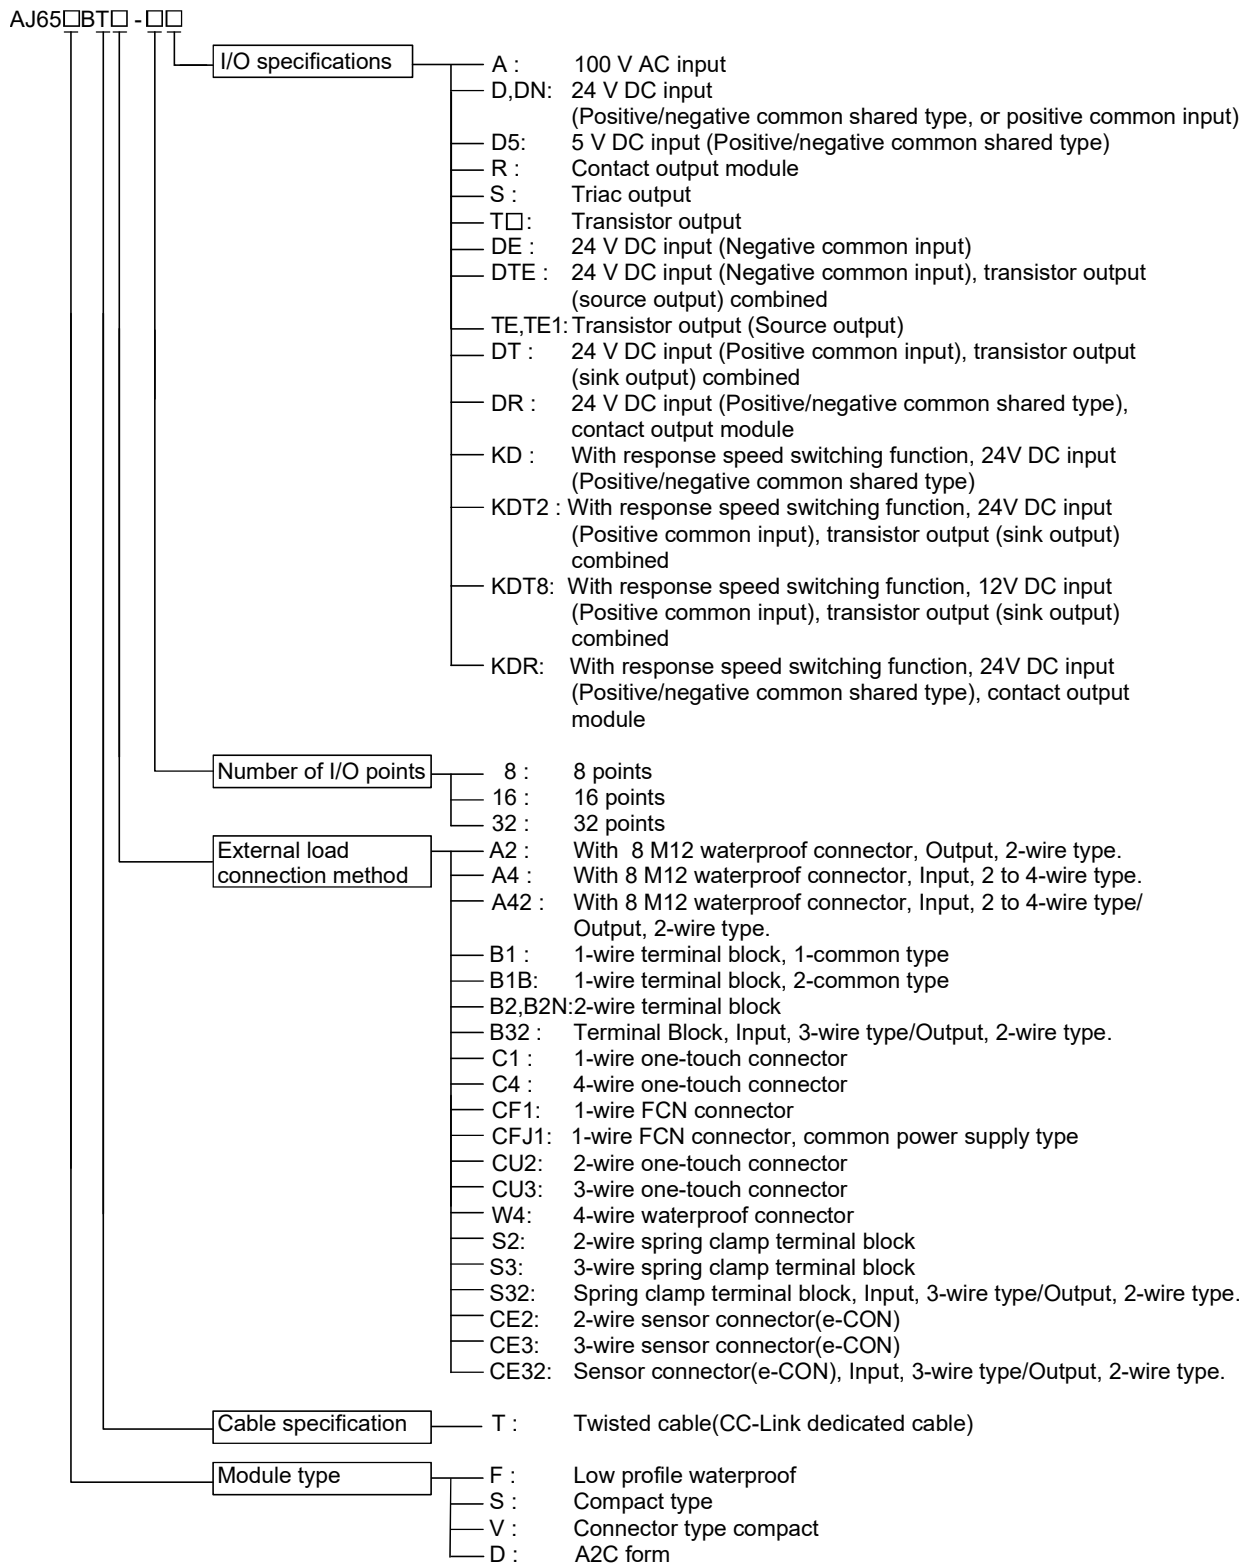 AJ65□BT□ - □□
I/O specifications
A : 100 V AC input
D,DN: 24 V DC input
(Positive/negative common shared type, or positive common input)
D5: 5 V DC input (Positive/negative common shared type)
R : Contact output module
S : Triac output
T□: Transistor output
DE : 24 V DC input (Negative common input)
DTE : 24 V DC input (Negative common input), transistor output
(source output) combined
TE,TE1: Transistor output (Source output)
DT : 24 V DC input (Positive common input), transistor output
(sink output) combined
DR : 24 V DC input (Positive/negative common shared type),
contact output module
KD : With response speed switching function, 24V DC input
(Positive/negative common shared type)
KDT2 : With response speed switching function, 24V DC input
(Positive common input), transistor output (sink output)
combined
KDT8: With response speed switching function, 12V DC input
(Positive common input), transistor output (sink output)
combined
KDR: With response speed switching function, 24V DC input
(Positive/negative common shared type), contact output
module
Number of I/O points
8 : 8 points
16 : 16 points
32 : 32 points
External load
connection method
A2 : With 8 M12 waterproof connector, Output, 2-wire type.
A4 : With 8 M12 waterproof connector, Input, 2 to 4-wire type.
A42 : With 8 M12 waterproof connector, Input, 2 to 4-wire type/
Output, 2-wire type.
B1 : 1-wire terminal block, 1-common type
B1B: 1-wire terminal block, 2-common type
B2,B2N:2-wire terminal block
B32 : Terminal Block, Input, 3-wire type/Output, 2-wire type.
C1 : 1-wire one-touch connector
C4 : 4-wire one-touch connector
CF1: 1-wire FCN connector
CFJ1: 1-wire FCN connector, common power supply type
CU2: 2-wire one-touch connector
CU3: 3-wire one-touch connector
W4: 4-wire waterproof connector
S2: 2-wire spring clamp terminal block
S3: 3-wire spring clamp terminal block
S32: Spring clamp terminal block, Input, 3-wire type/Output, 2-wire type.
CE2: 2-wire sensor connector(e-CON)
CE3: 3-wire sensor connector(e-CON)
CE32: Sensor connector(e-CON), Input, 3-wire type/Output, 2-wire type.
Cable specification
T : Twisted cable(CC-Link dedicated cable)
Module type
F : Low profile waterproof
S : Compact type
V : Connector type compact
D : A2C form